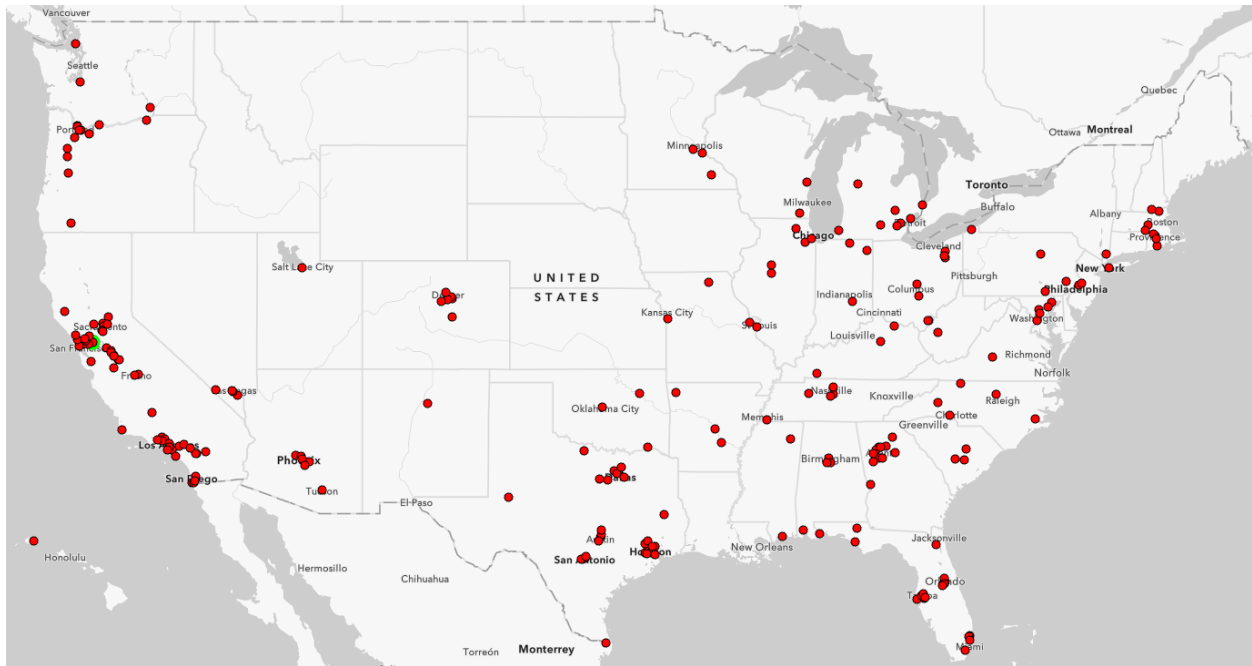 Vancouver
Seattle
Quebec
Ottawa
Montreal
Minneapolis
Toronto
Milwaukee
Buffalo
Albany
Boston
Detroit
Chicago
Providence
Cleveland
Salt Lake City
UNITED
STATES
New York
Pittsburgh
Columbus
Philadelphia
Denver
Indianapolis
Kansas City
Cincinnati
Washington
Sacramento
St Louis
Louisville
San Francisco
Richmond
Norfolk
Fresno
Las Vegas
Nashville
Knoxville
Raleigh
Oklahoma City
Memphis
Charlotte
Greenville
Los Angeles
Phoenix
Birmingham
San Diego
Dallas
Tucson
El Paso
Jacksonville
Austin
New Orleans
Houston
Honolulu
San Antonio
Hermosillo
Chihuahua
Orlando
Tampa
Miami
Monterrey
Torreón